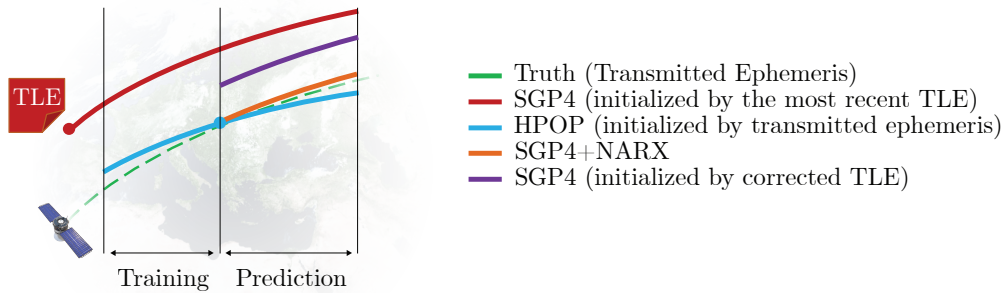 TLE
Training
Prediction
Truth (Transmitted Ephemeris)
SGP4 (initialized by the most recent TLE)
HPOP (initialized by transmitted ephemeris)
SGP4+NARX
SGP4 (initialized by corrected TLE)